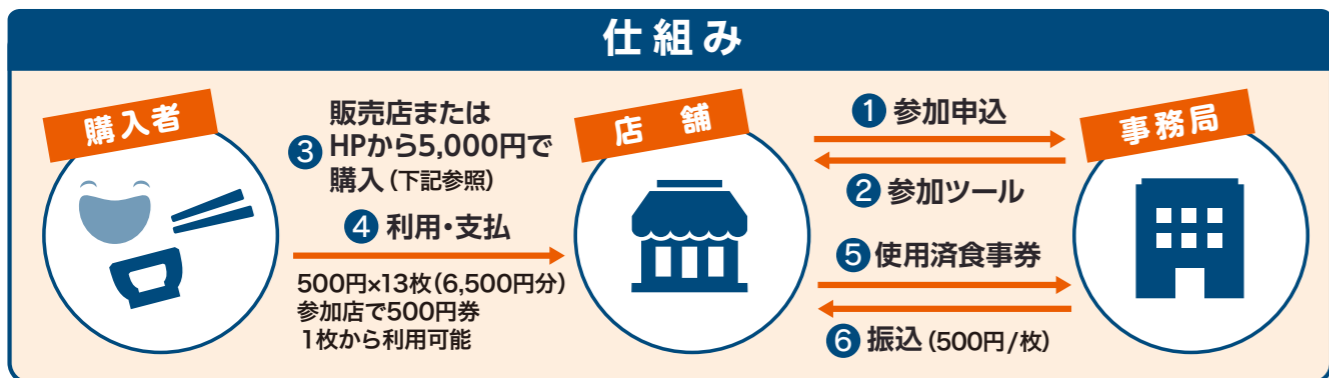 仕組み
購入者
③ 販売店または
HPから5,000円で
購入(下記参照)
④ 利用・支払
500円×13枚(6,500円分)
参加店で500円券
1枚から利用可能
店 舗
① 参加申込
② 参加ツール
⑤ 使用済食事券
⑥ 振込(500円/枚)
事務局